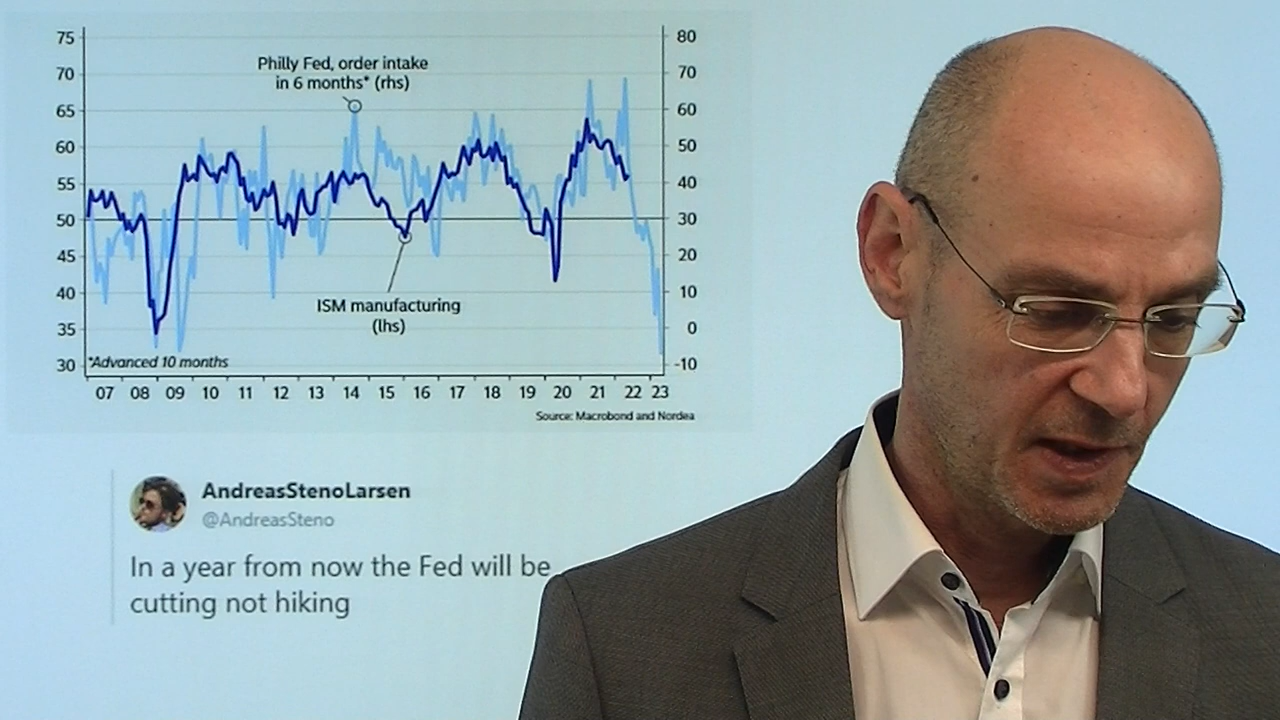 75
70
65
60
55
50
45
40
35
30
80
70
60
50
40
30
20
10
0
-10
Philly Fed, order intake
in 6 months* (rhs)
ISM manufacturing
(lhs)
*Advanced 10 months
07 08 09 10 11 12 13 14 15 16 17 18 19 20 21 22 23
Source: Macrobond and Nordea
AndreasStenoLarsen
@AndreasSteno
In a year from now the Fed will be
cutting not hiking